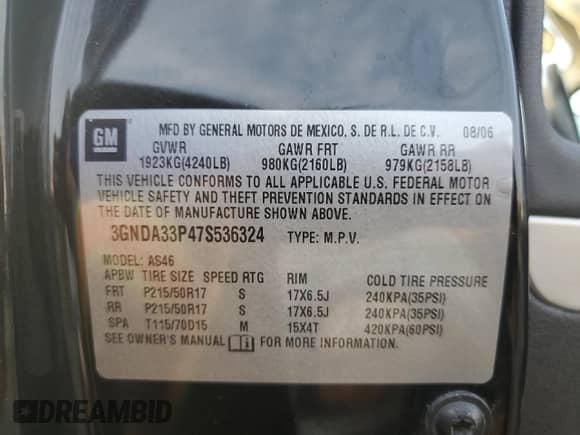 GM
MFD BY GENERAL MOTORS DE MEXICO, S. DE R.L. DE C.V. 08/06
GVWR GAWR FRT GAWR RR
1923KG(4240LB) 980KG(2160LB) 979KG(2158LB)
THIS VEHICLE CONFORMS TO ALL APPLICABLE U.S. FEDERAL MOTOR
VEHICLE SAFETY AND THEFT PREVENTION STANDARDS IN EFFECT ON
THE DATE OF MANUFACTURE SHOWN ABOVE.
3GNDA33P47S536324 TYPE: M.P.V.
MODEL: AS46
APBW TIRE SIZE SPEED RTG RIM COLD TIRE PRESSURE
FRT P215/50R17 S 17X6.5J 240KPA(35PSI)
RR P215/50R17 S 17X6.5J 240KPA(35PSI)
SPA T115/70D15 M 15X4T 420KPA(60PSI)
SEE OWNER'S MANUAL FOR MORE INFORMATION.
DREAMBID